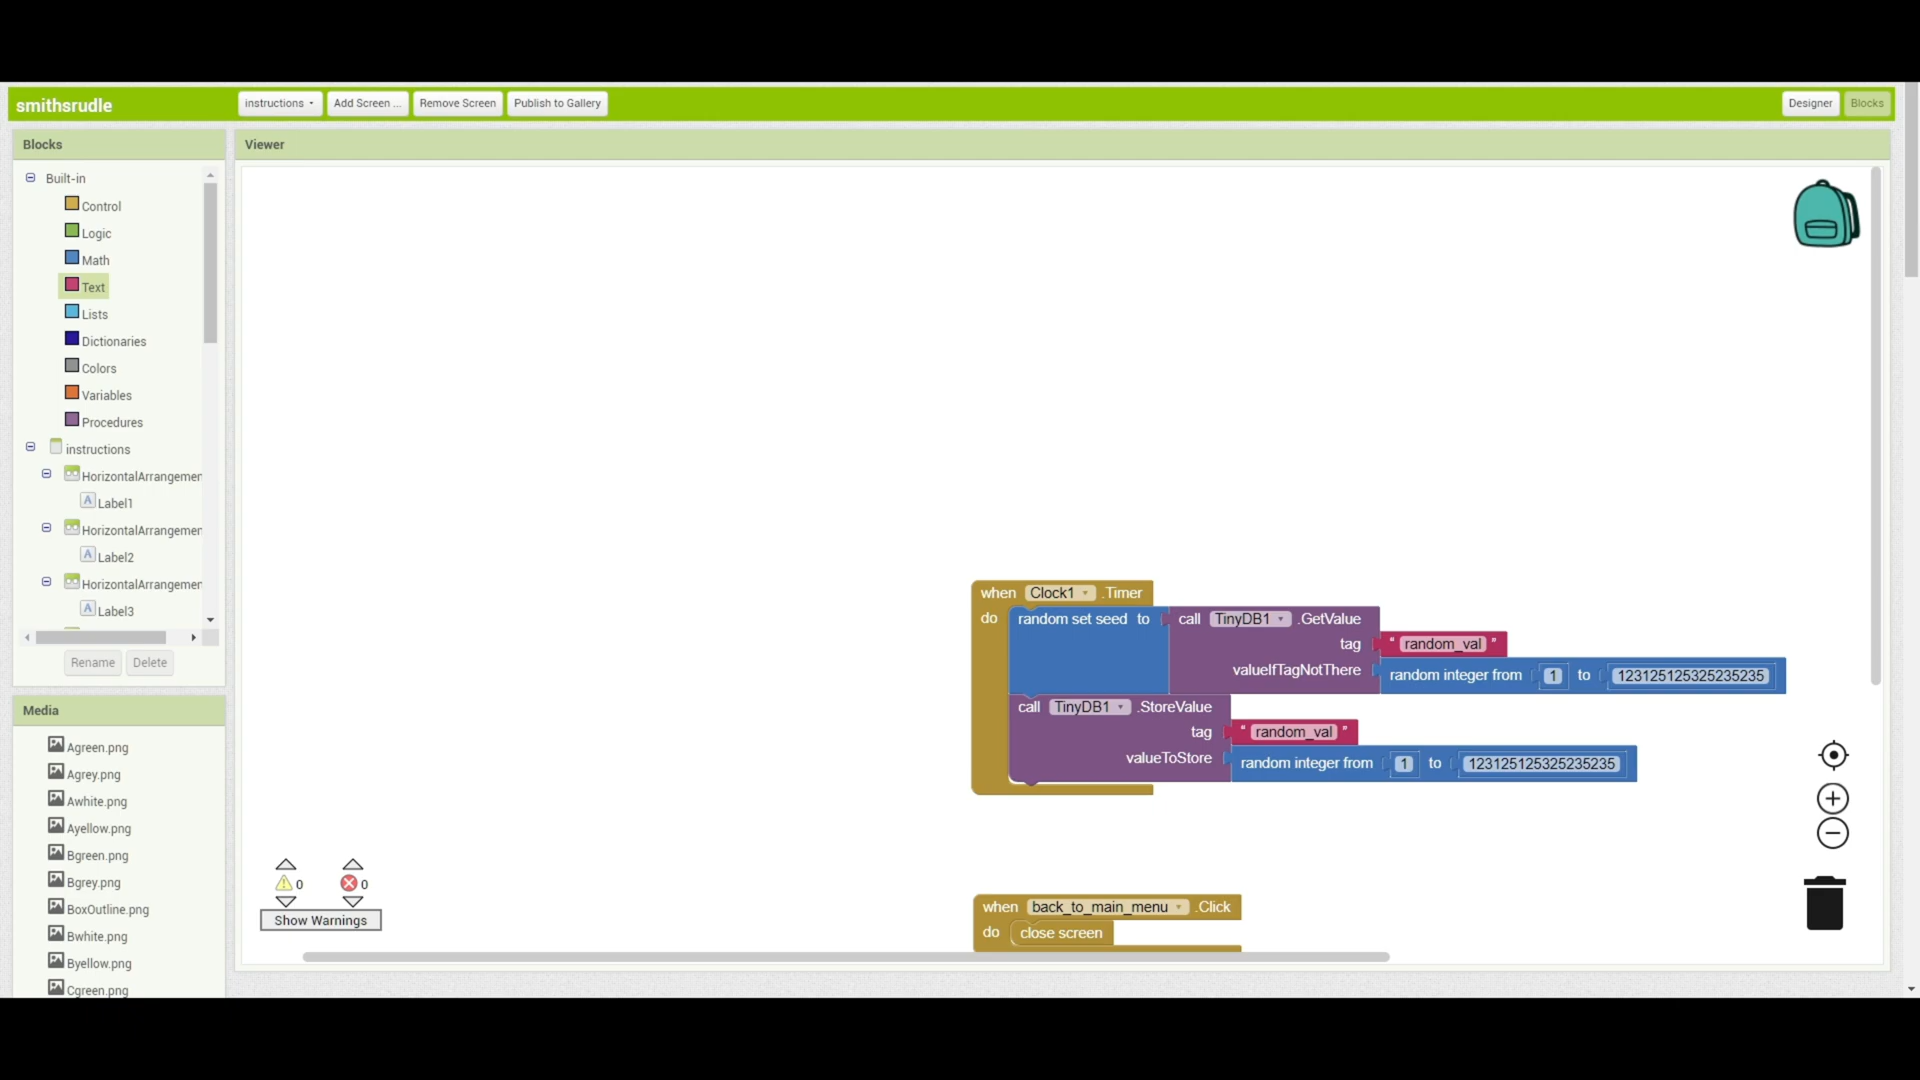 smithsrudle
instructions
Add Screen ...
Remove Screen
Publish to Gallery
Designer
Blocks
Blocks
Viewer
Built-in
Control
Logic
Math
Text
Lists
Dictionaries
Colors
Variables
Procedures
instructions
HorizontalArrangemen
A Label1
HorizontalArrangemen
A Label2
HorizontalArrangemen
A Label3
Rename
Delete
Media
Agreen.png
Agrey.png
Awhite.png
Ayellow.png
Bgreen.png
Bgrey.png
BoxOutline.png
Bwhite.png
Byellow.png
Cgreen.png
when Clock1 .Timer
do random set seed to call TinyDB1 .GetValue
tag " random_val "
valueIfTagNotThere random integer from 1 to 123125125325235235
call TinyDB1 .StoreValue
tag " random_val "
valueToStore random integer from 1 to 123125125325235235
when back_to_main_menu .Click
do close screen
0 0
Show Warnings